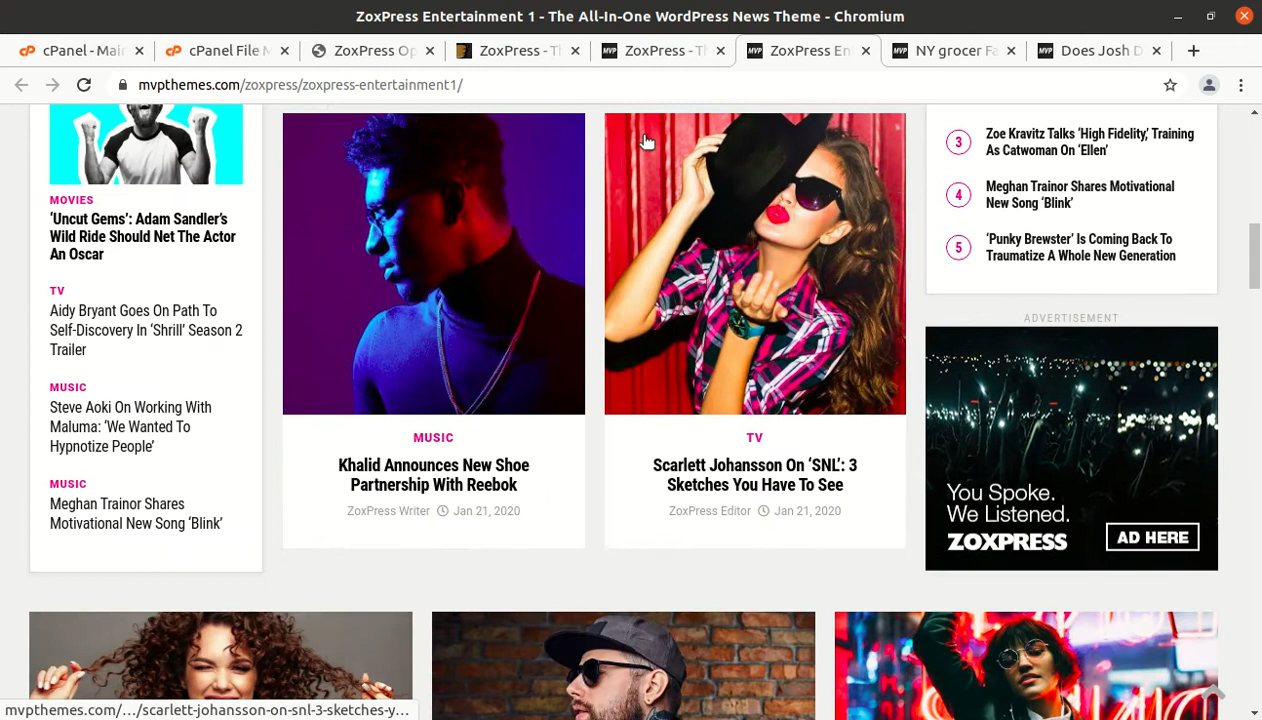 ZoxPress Entertainment 1 - The All-In-One WordPress News Theme - Chromium
cPanel - Mai
cPanel File M
ZoxPress Op
ZoxPress - Th
ZoxPress - Th
ZoxPress En
NY grocer Fa
Does Josh D
mvpthemes.com/zoxpress/zoxpress-entertainment1/
MOVIES
‘Uncut Gems’: Adam Sandler’s
Wild Ride Should Net The Actor
An Oscar
TV
Aidy Bryant Goes On Path To
Self-Discovery In ‘Shrill’ Season 2
Trailer
MUSIC
Steve Aoki On Working With
Maluma: ‘We Wanted To
Hypnotize People’
MUSIC
Meghan Trainor Shares
Motivational New Song ‘Blink’
MUSIC
Khalid Announces New Shoe
Partnership With Reebok
ZoxPress Writer Jan 21, 2020
TV
Scarlett Johansson On ‘SNL’: 3
Sketches You Have To See
ZoxPress Editor Jan 21, 2020
3
Zoe Kravitz Talks ‘High Fidelity,’ Training
As Catwoman On ‘Ellen’
4
Meghan Trainor Shares Motivational
New Song ‘Blink’
5
‘Punky Brewster’ Is Coming Back To
Traumatize A Whole New Generation
ADVERTISEMENT
You Spoke.
We Listened.
ZOXPRESS
AD HERE
mvpthemes.com/.../scarlett-johansson-on-snl-3-sketches-y...